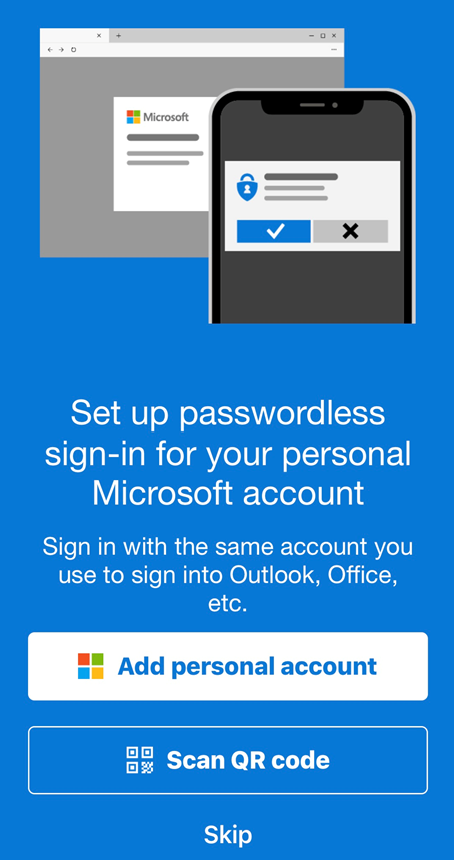 Microsoft
Set up passwordless
sign-in for your personal
Microsoft account
Sign in with the same account you
use to sign into Outlook, Office,
etc.
Add personal account
Scan QR code
Skip